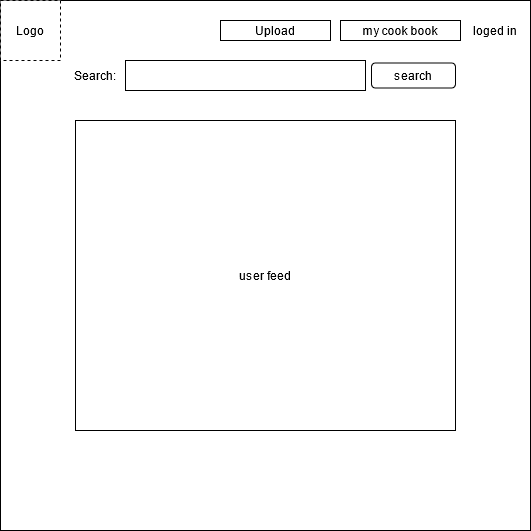 Logo
Upload
my cook book
loged in
Search:
search
user feed